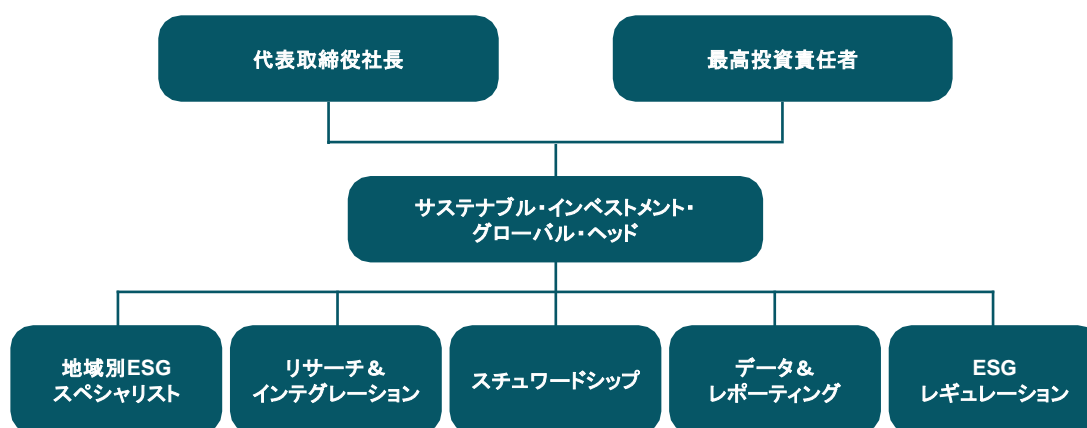 代表取締役社長
最高投資責任者
サステナブル・インベストメント・
グローバル・ヘッド
地域別ESG
スペシャリスト
リサーチ＆
インテグレーション
スチュワードシップ
データ＆
レポーティング
ESG
レギュレーション